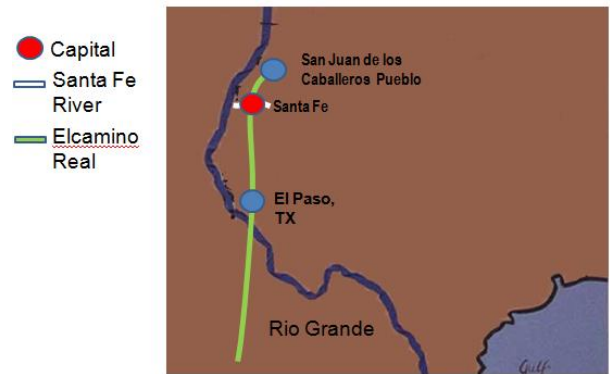 Capital
Santa Fe
River
Elcamino
Real
San Juan de los
Caballeros Pueblo
Santa Fe
El Paso,
TX
Rio Grande
Gulf